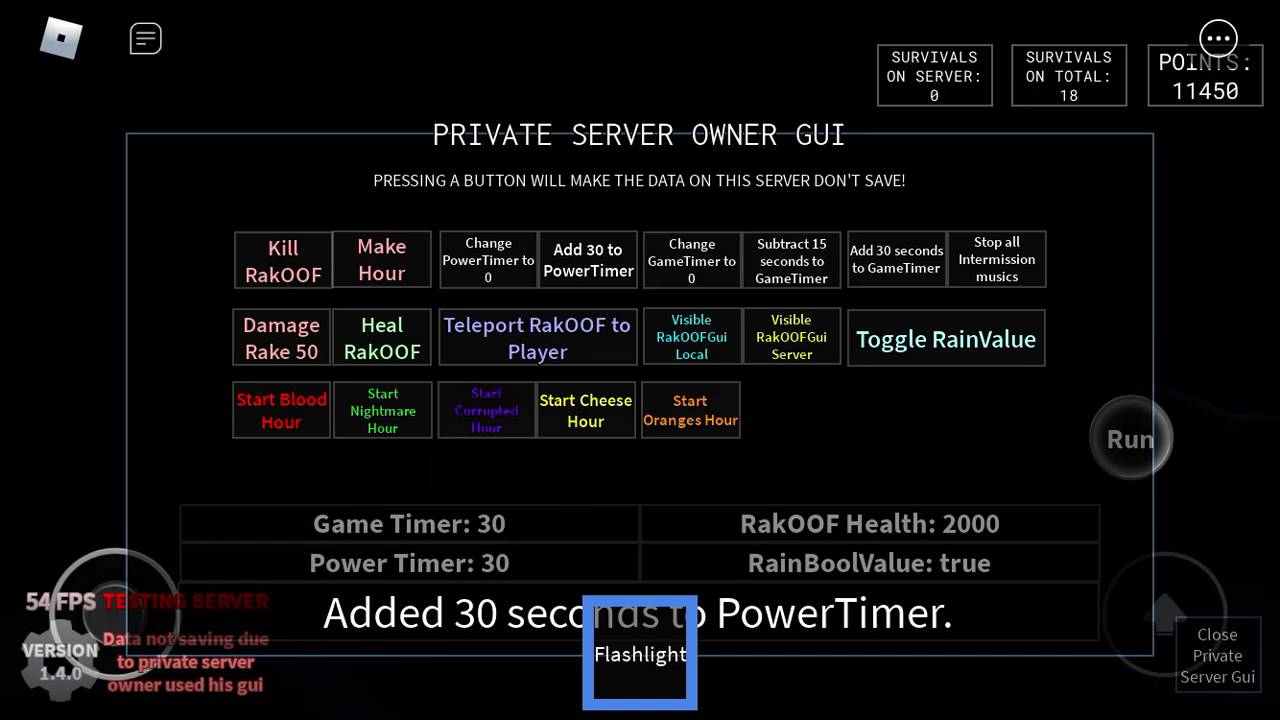 SURVIVALS
ON SERVER:
0
SURVIVALS
ON TOTAL:
18
POINTS:
11450
PRIVATE SERVER OWNER GUI
PRESSING A BUTTON WILL MAKE THE DATA ON THIS SERVER DON'T SAVE!
Kill
RakOOF
Make
Hour
Change
PowerTimer to
0
Add 30 to
PowerTimer
Change
GameTimer to
0
Subtract 15
seconds to
GameTimer
Add 30 seconds
to GameTimer
Stop all
Intermission
musics
Damage
Rake 50
Heal
RakOOF
Teleport RakOOF to
Player
Visible
RakOOFGui
Local
Visible
RakOOFGui
Server
Toggle RainValue
Start Blood
Hour
Start
Nightmare
Hour
Start
Corrupted
Hour
Start Cheese
Hour
Start
Oranges Hour
Run
Game Timer: 30
RakOOF Health: 2000
Power Timer: 30
RainBoolValue: true
Added 30 seconds to PowerTimer.
54 FPS
TESTING SERVER
Data not saving due
to private server
owner used his gui
VERSION
1.4.0
Flashlight
Close
Private
Server Gui